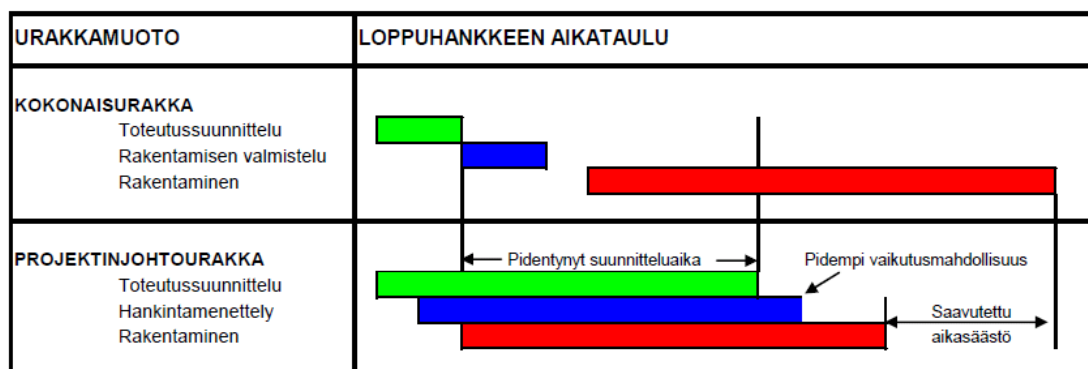 URAKKAMUOTO
LOPPUHANKKEEN AIKATAULU
KOKONAISURAKKA
Toteutussuunnittelu
Rakentamisen valmistelu
Rakentaminen
PROJEKTINJOHTOURAKKA
Pidentynyt suunnitteluaika
Pidempi vaikutusmahdollisuus
Toteutussuunnittelu
Hankintamenettely
Rakentaminen
Saavutettu
aikasäästö